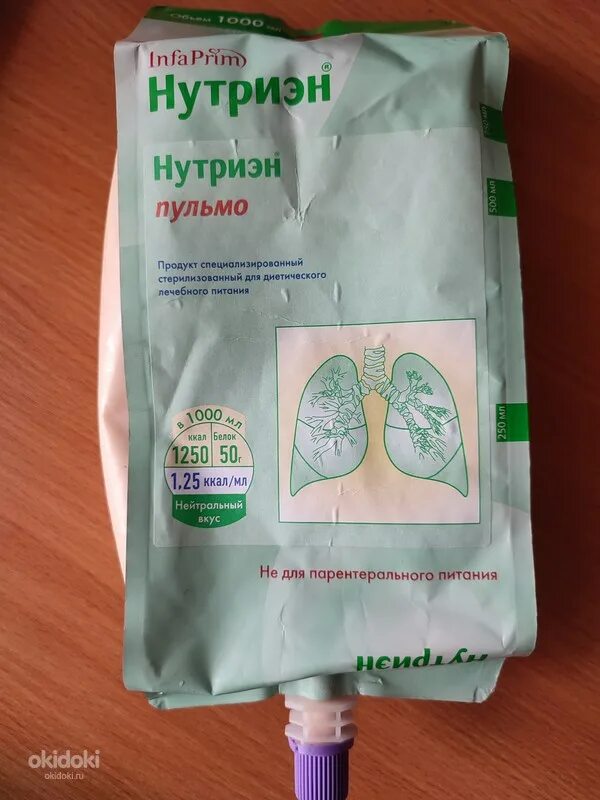 Объем 1000 мл
InfaPrim
Нутриэн®
Нутриэн®
пульмо
Продукт специализированный
стерилизованный для диетического
лечебного питания
750 мл
500 мл
250 мл
в 1000 мл
ккал Белок
1250 50г
1,25 ккал/мл
Нейтральный
вкус
Не для парентерального питания
Нутриэн
okidoki
okidoki.ru